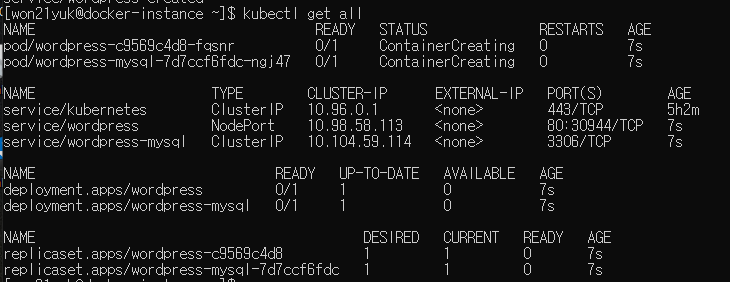 [won21yuk@docker-instance ~]$ kubectl get all
NAME READY STATUS RESTARTS AGE
pod/wordpress-c9569c4d8-fqsnr 0/1 ContainerCreating 0 7s
pod/wordpress-mysql-7d7ccf6fdc-ngj47 0/1 ContainerCreating 0 7s
NAME TYPE CLUSTER-IP EXTERNAL-IP PORT(S) AGE
service/kubernetes ClusterIP 10.96.0.1 <none> 443/TCP 5h2m
service/wordpress NodePort 10.98.58.113 <none> 80:30944/TCP 7s
service/wordpress-mysql ClusterIP 10.104.59.114 <none> 3306/TCP 7s
NAME READY UP-TO-DATE AVAILABLE AGE
deployment.apps/wordpress 0/1 1 0 7s
deployment.apps/wordpress-mysql 0/1 1 0 7s
NAME DESIRED CURRENT READY AGE
replicaset.apps/wordpress-c9569c4d8 1 1 0 7s
replicaset.apps/wordpress-mysql-7d7ccf6fdc 1 1 0 7s